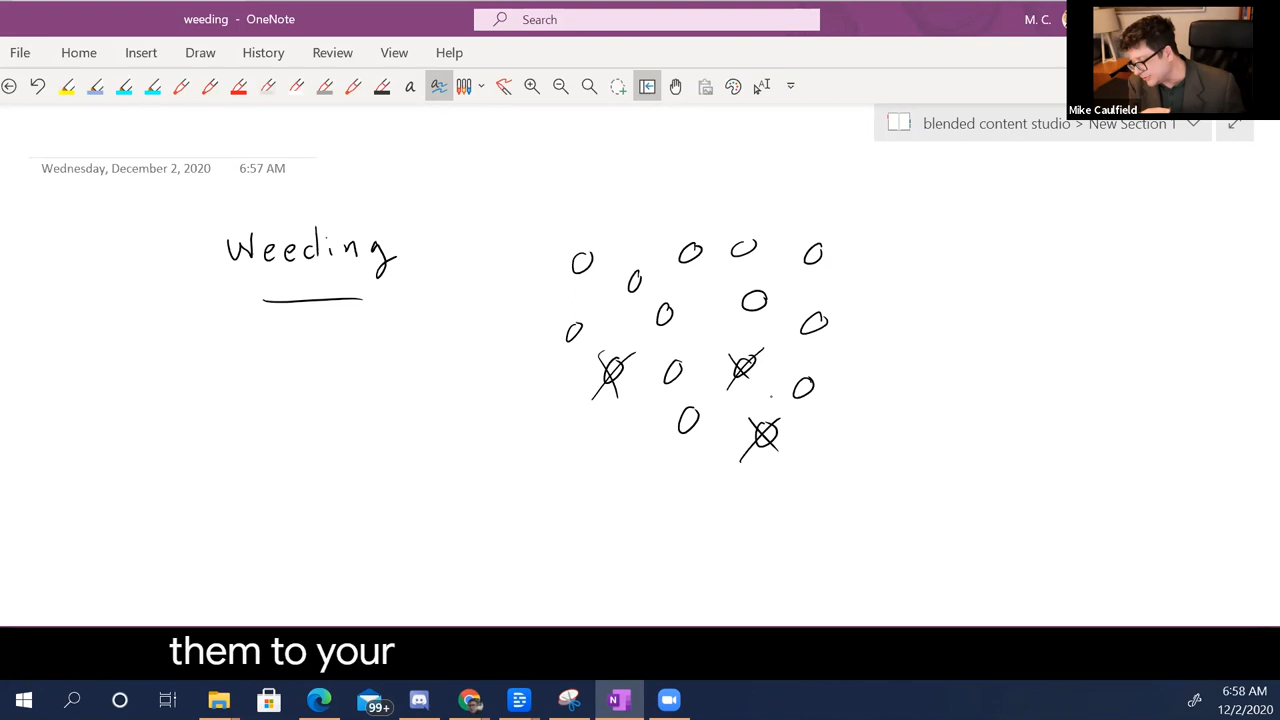 weeding - OneNote
Search
M. C.
File Home Insert Draw History Review View Help
a
Mike Caulfield
blended content studio > New Section 1
Wednesday, December 2, 2020 6:57 AM
Weeding
them to your
99+
N
6:58 AM
12/2/2020